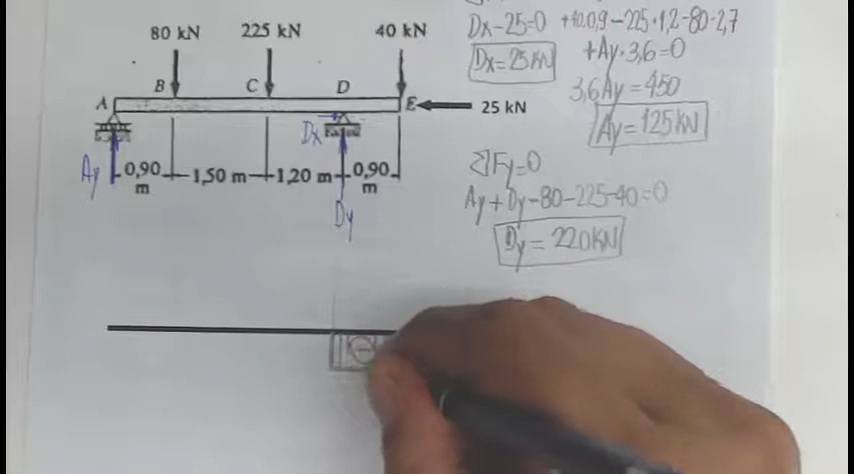 80 kN 225 kN 40 kN
A B C D E 25 kN
Dx
Ay 0,90 m 1,50 m 1,20 m 0,90 m
Dy
Dx-25=0
Dx=25KN
+40.0,9-225·1,2-80·2,7
+Ay·3,6=0
3,6Ay=450
Ay=125KN
ΣFy=0
Ay+Dy-80-225-40=0
Dy=220KN